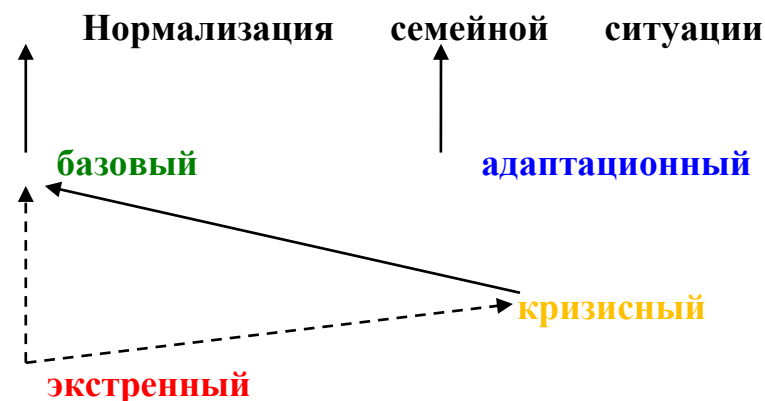 Нормализация семейной ситуации
базовый адаптационный
кризисный
экстренный